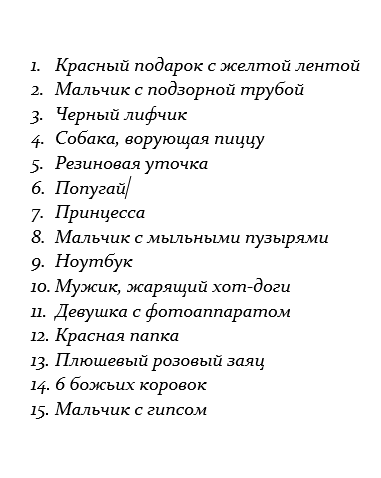 1. Красный подарок с желтой лентой
2. Мальчик с подзорной трубой
3. Черный лифчик
4. Собака, ворующая пиццу
5. Резиновая уточка
6. Попугай/
7. Принцесса
8. Мальчик с мыльными пузырями
9. Ноутбук
10. Мужик, жарящий хот-доги
11. Девушка с фотоаппаратом
12. Красная папка
13. Плюшевый розовый заяц
14. 6 божьих коровок
15. Мальчик с гипсом